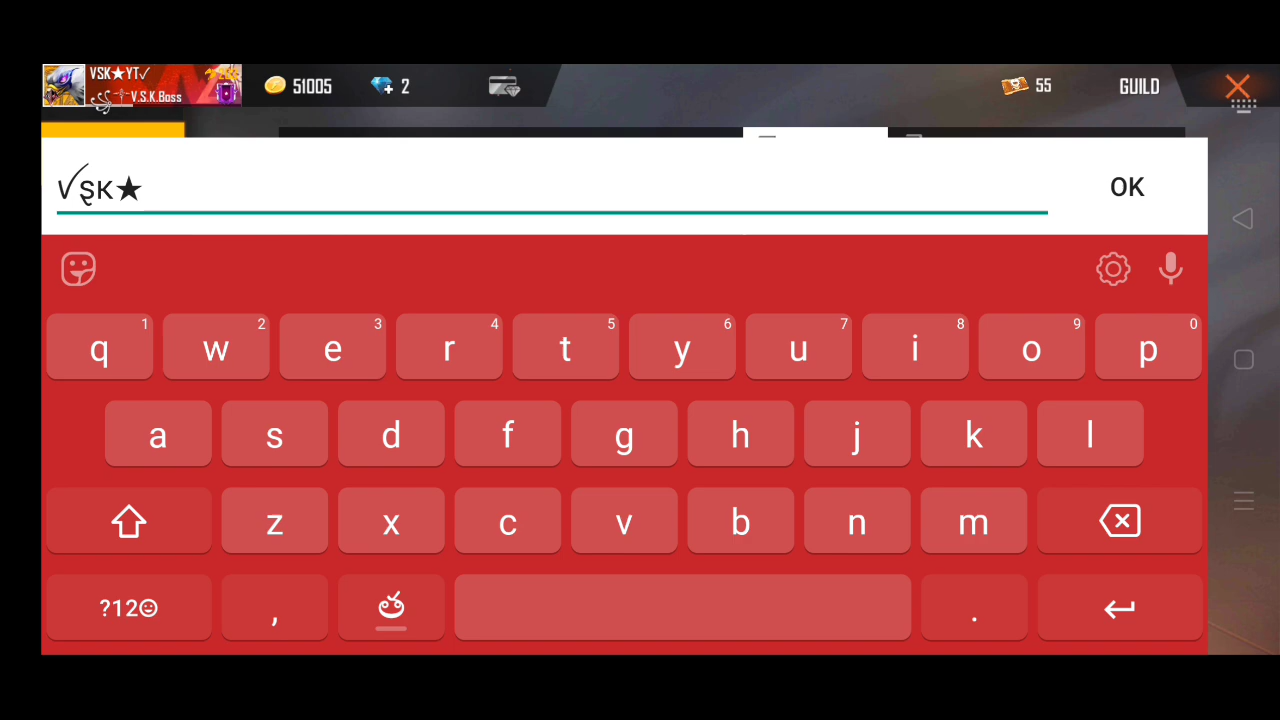 VSK★YT✓
V.S.K.Boss
51005
2
55
GUILD
ѴȘK★
OK
q 1 w 2 e 3 r 4 t 5 y 6 u 7 i 8 o 9 p 0
a s d f g h j k l
z x c v b n m
?12☺ , త .